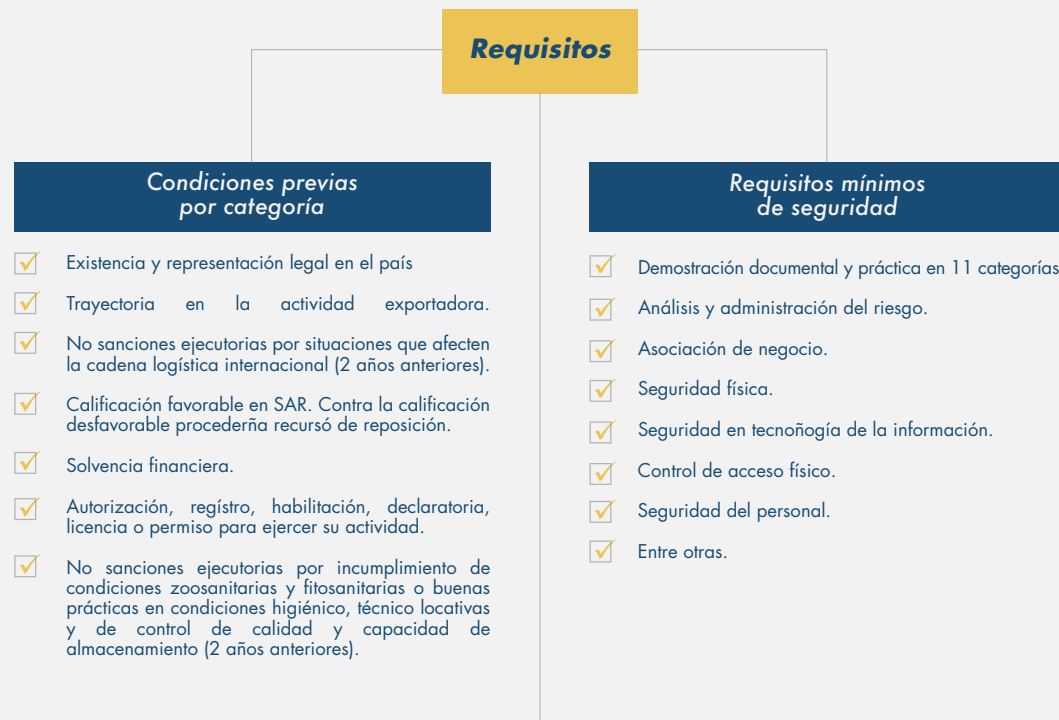 Requisitos
Condiciones previas
por categoría
Existencia y representación legal en el país
Trayectoria en la actividad exportadora.
No sanciones ejecutorias por situaciones que afecten
la cadena logística internacional (2 años anteriores).
Calificación favorable en SAR. Contra la calificación
desfavorable procederña recursó de reposición.
Solvencia financiera.
Autorización, regístro, habilitación, declaratoria,
licencia o permiso para ejercer su actividad.
No sanciones ejecutorias por incumplimiento de
condiciones zoosanitarias y fitosanitarias o buenas
prácticas en condiciones higiénico, técnico locativas
y de control de calidad y capacidad de
almacenamiento (2 años anteriores).
Requisitos mínimos
de seguridad
Demostración documental y práctica en 11 categorías
Análisis y administración del riesgo.
Asociación de negocio.
Seguridad física.
Seguridad en tecnoñogía de la información.
Control de acceso físico.
Seguridad del personal.
Entre otras.